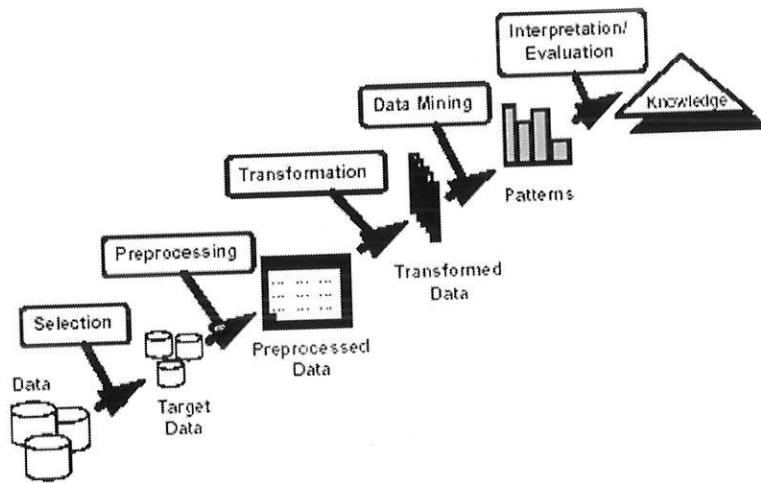 Interpretation/
Evaluation
Knowledge
Data Mining
Patterns
Transformation
Transformed
Data
Preprocessing
Preprocessed
Data
Selection
Target
Data
Data